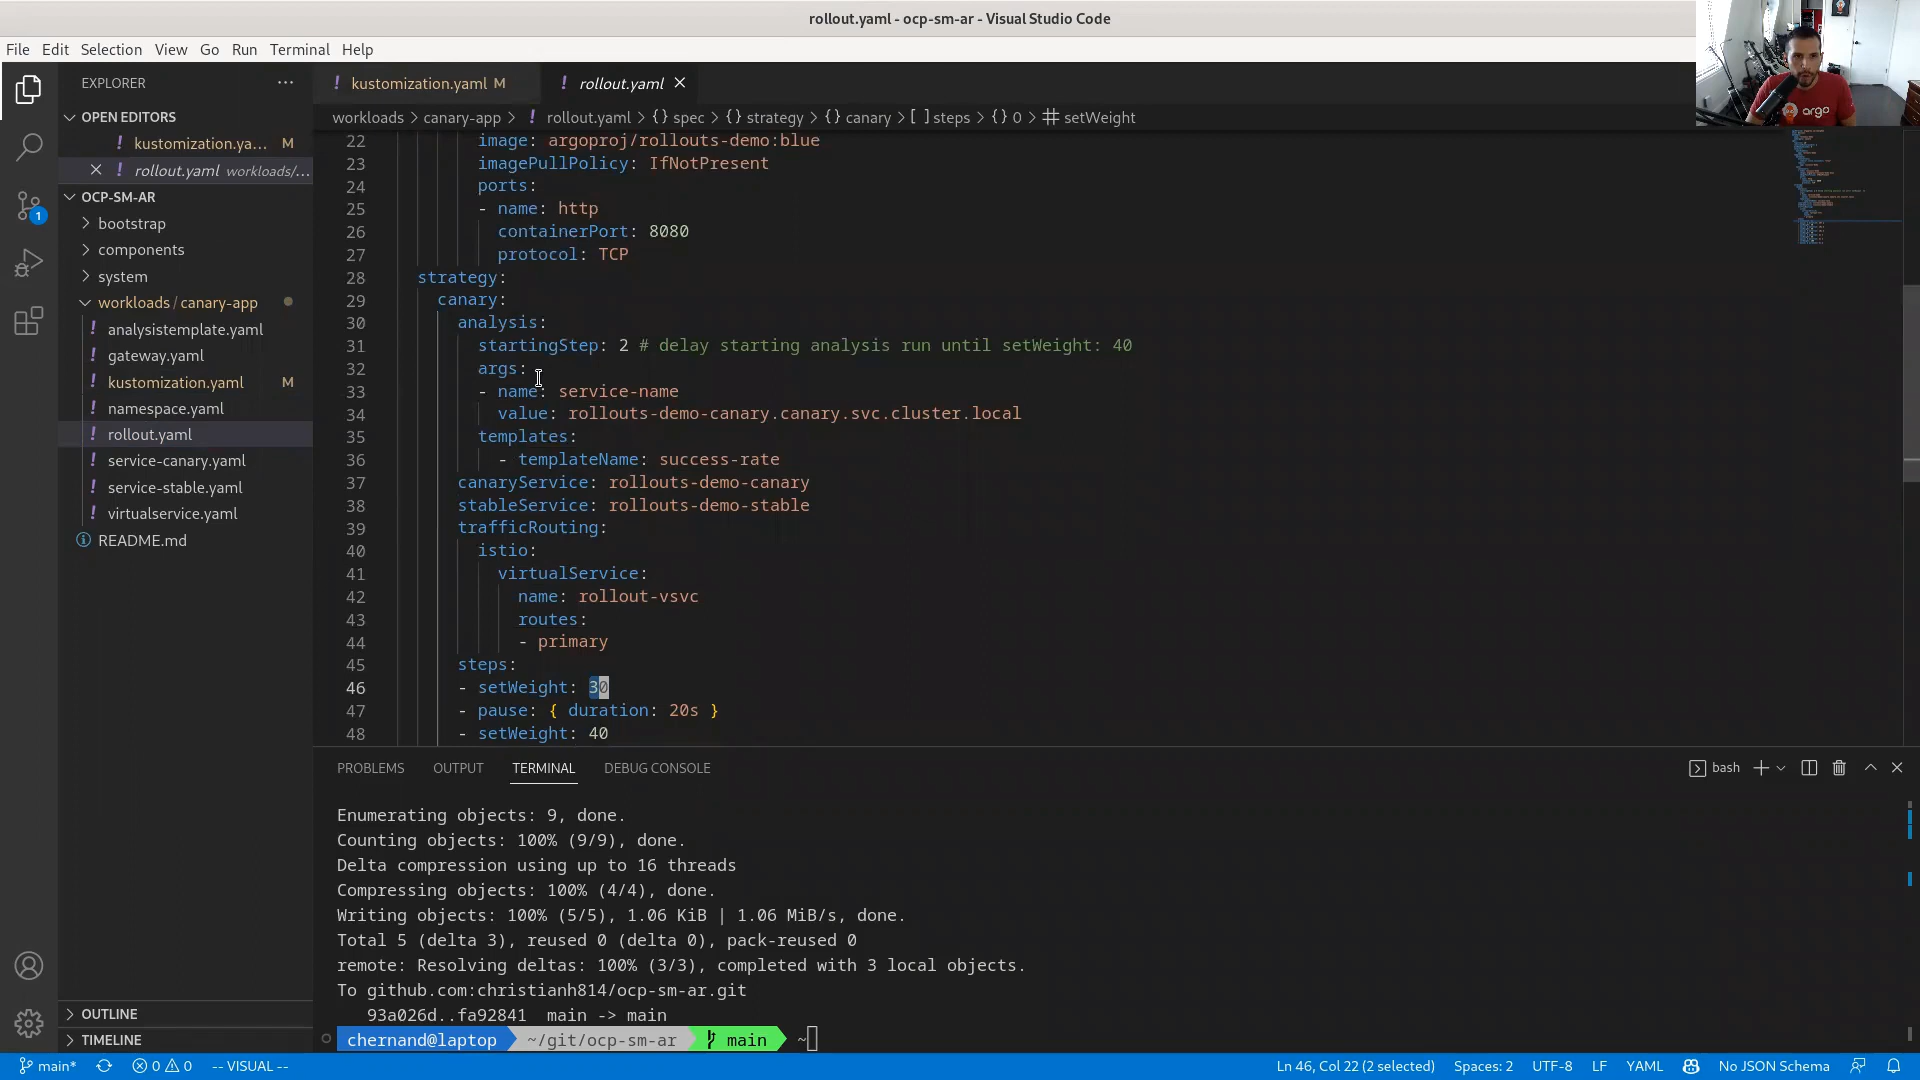 rollout.yaml - ocp-sm-ar - Visual Studio Code
File Edit Selection View Go Run Terminal Help
EXPLORER
OPEN EDITORS
kustomization.ya... M
rollout.yaml workloads/...
OCP-SM-AR
bootstrap
components
system
workloads / canary-app
analysistemplate.yaml
gateway.yaml
kustomization.yaml M
namespace.yaml
rollout.yaml
service-canary.yaml
service-stable.yaml
virtualservice.yaml
README.md
OUTLINE
TIMELINE
1
kustomization.yaml M
rollout.yaml
workloads > canary-app > rollout.yaml > {} spec > {} strategy > {} canary > [ ] steps > {} 0 > setWeight
22 image: argoproj/rollouts-demo:blue
23 imagePullPolicy: IfNotPresent
24 ports:
25 - name: http
26 containerPort: 8080
27 protocol: TCP
28 strategy:
29 canary:
30 analysis:
31 startingStep: 2 # delay starting analysis run until setWeight: 40
32 args:
33 - name: service-name
34 value: rollouts-demo-canary.canary.svc.cluster.local
35 templates:
36 - templateName: success-rate
37 canaryService: rollouts-demo-canary
38 stableService: rollouts-demo-stable
39 trafficRouting:
40 istio:
41 virtualService:
42 name: rollout-vsvc
43 routes:
44 - primary
45 steps:
46 - setWeight: 30
47 - pause: { duration: 20s }
48 - setWeight: 40
argo
PROBLEMS OUTPUT TERMINAL DEBUG CONSOLE
bash
Enumerating objects: 9, done.
Counting objects: 100% (9/9), done.
Delta compression using up to 16 threads
Compressing objects: 100% (4/4), done.
Writing objects: 100% (5/5), 1.06 KiB | 1.06 MiB/s, done.
Total 5 (delta 3), reused 0 (delta 0), pack-reused 0
remote: Resolving deltas: 100% (3/3), completed with 3 local objects.
To github.com:christianh814/ocp-sm-ar.git
93a026d..fa92841 main -> main
chernand@laptop ~/git/ocp-sm-ar main ~
main* 0 0 -- VISUAL -- Ln 46, Col 22 (2 selected) Spaces: 2 UTF-8 LF YAML No JSON Schema